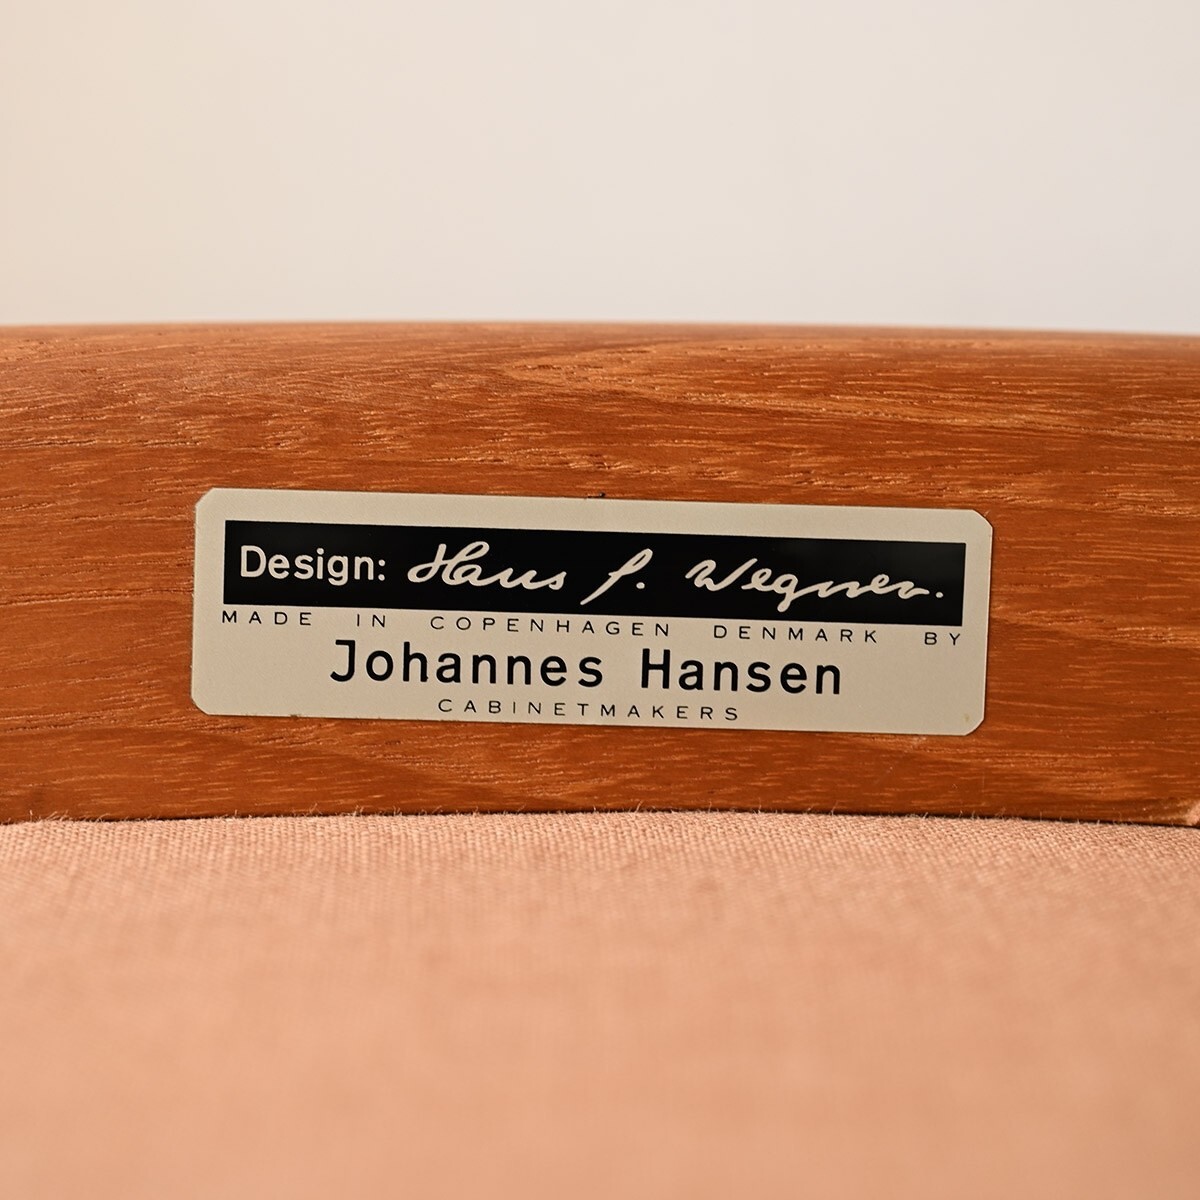 Design: Hans J. Wegner.
MADE IN COPENHAGEN DENMARK BY
Johannes Hansen
CABINETMAKERS